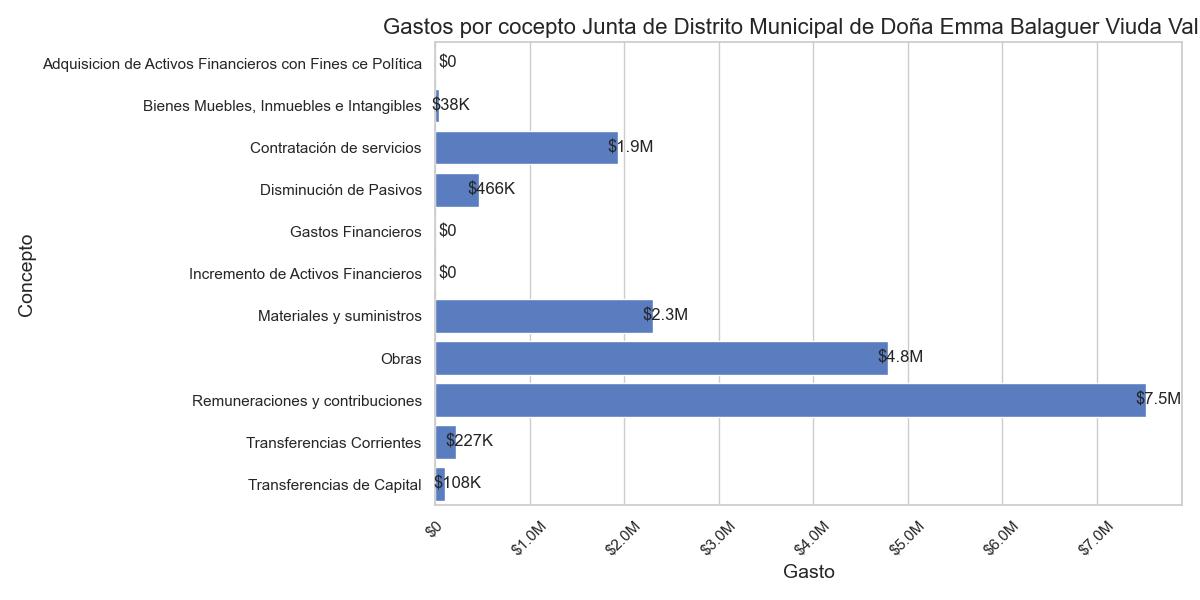 Gastos por cocepto Junta de Distrito Municipal de Doña Emma Balaguer Viuda Val
Adquisicion de Activos Financieros con Fines ce Política $0
Bienes Muebles, Inmuebles e Intangibles $38K
Contratación de servicios $1.9M
Disminución de Pasivos $466K
Gastos Financieros $0
Incremento de Activos Financieros $0
Materiales y suministros $2.3M
Obras $4.8M
Remuneraciones y contribuciones $7.5M
Transferencias Corrientes $227K
Transferencias de Capital $108K
Concepto
$0 $1.0M $2.0M $3.0M $4.0M $5.0M $6.0M $7.0M
Gasto